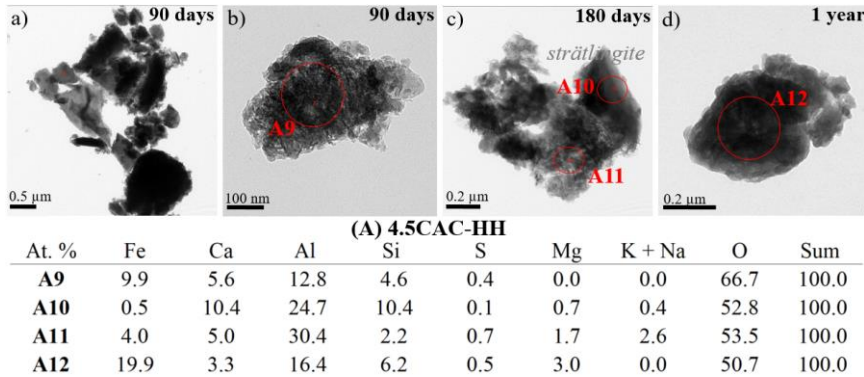 a) 90 days b) 90 days c) 180 days d) 1 year
strätlingite
A10
A12
A9
A11
0.5 µm 100 nm 0.2 µm 0.2 µm
(A) 4.5CAC-HH
At. % Fe Ca Al Si S Mg K + Na O Sum
A9 9.9 5.6 12.8 4.6 0.4 0.0 0.0 66.7 100.0
A10 0.5 10.4 24.7 10.4 0.1 0.7 0.4 52.8 100.0
A11 4.0 5.0 30.4 2.2 0.7 1.7 2.6 53.5 100.0
A12 19.9 3.3 16.4 6.2 0.5 3.0 0.0 50.7 100.0